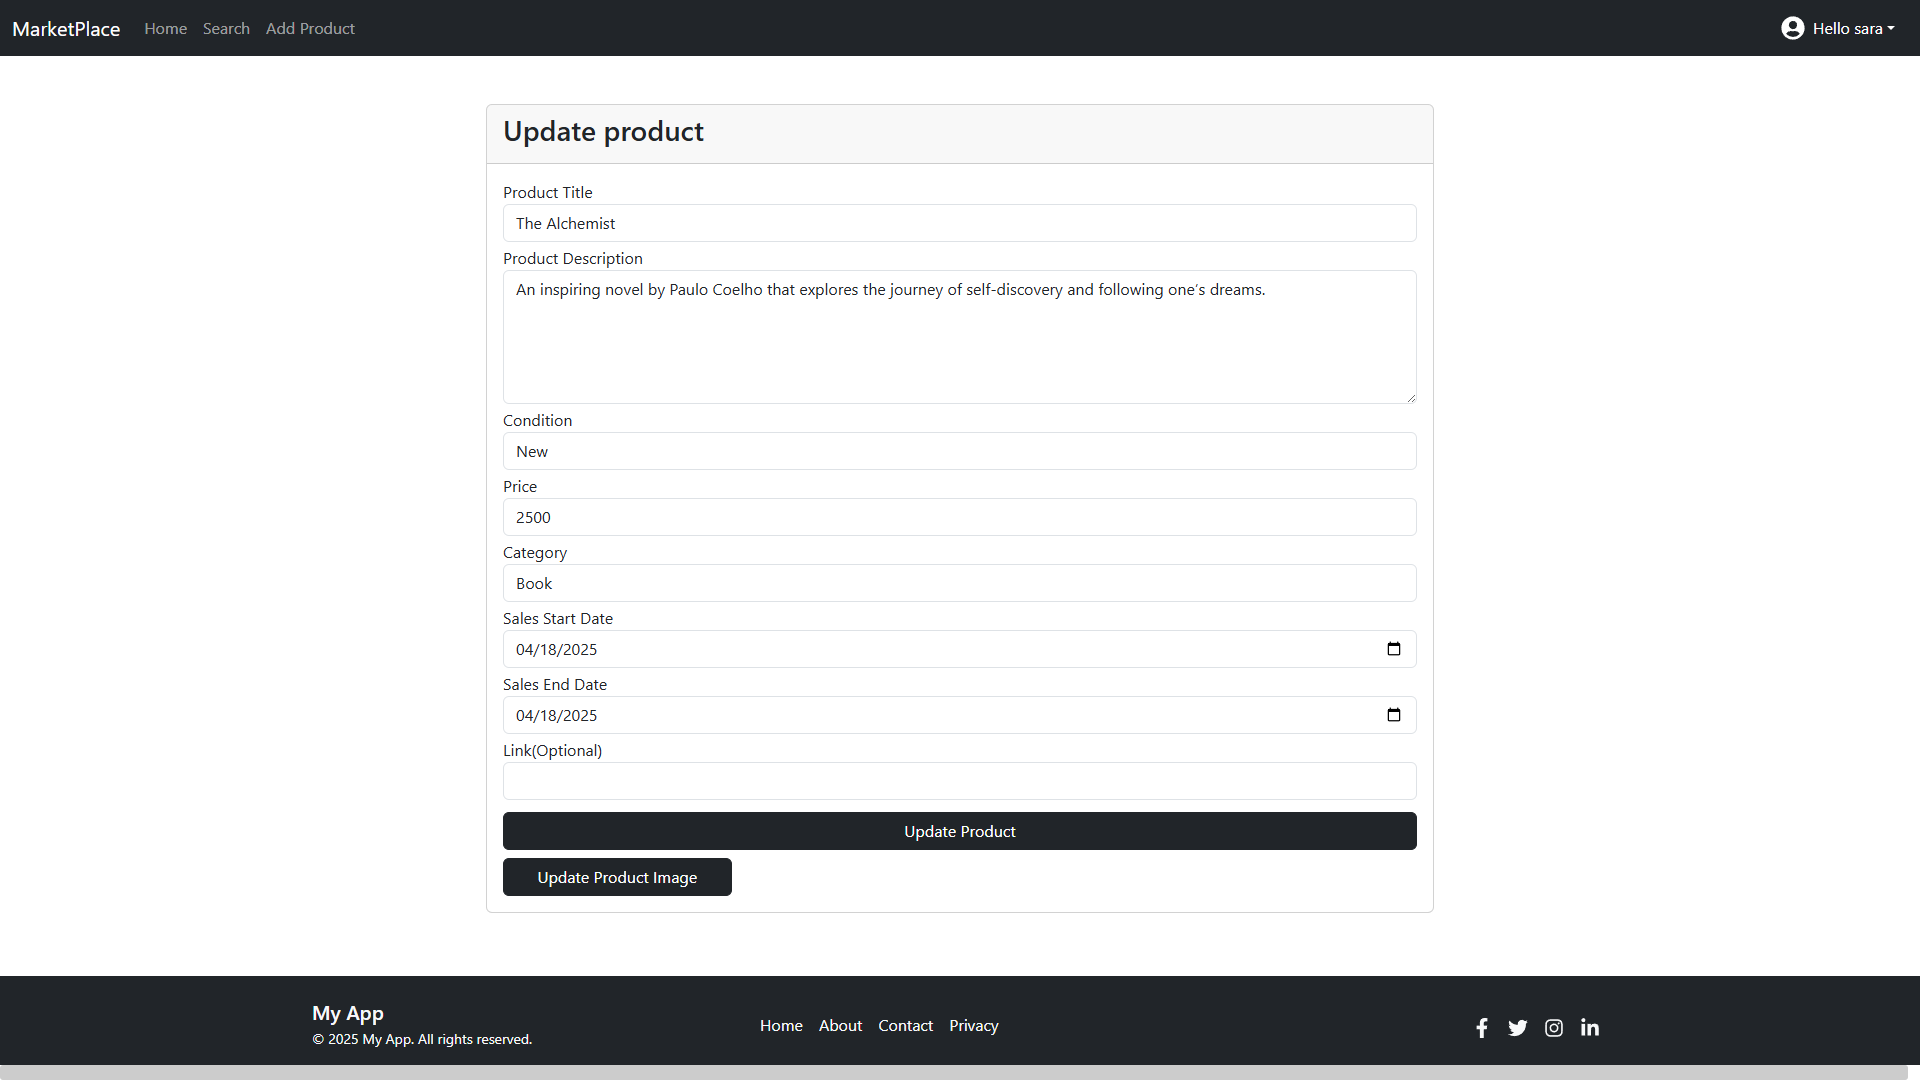 MarketPlace Home Search Add Product Hello sara
Update product
Product Title
The Alchemist
Product Description
An inspiring novel by Paulo Coelho that explores the journey of self-discovery and following one’s dreams.
Condition
New
Price
2500
Category
Book
Sales Start Date
04/18/2025
Sales End Date
04/18/2025
Link(Optional)
Update Product
Update Product Image
My App
© 2025 My App. All rights reserved.
Home About Contact Privacy